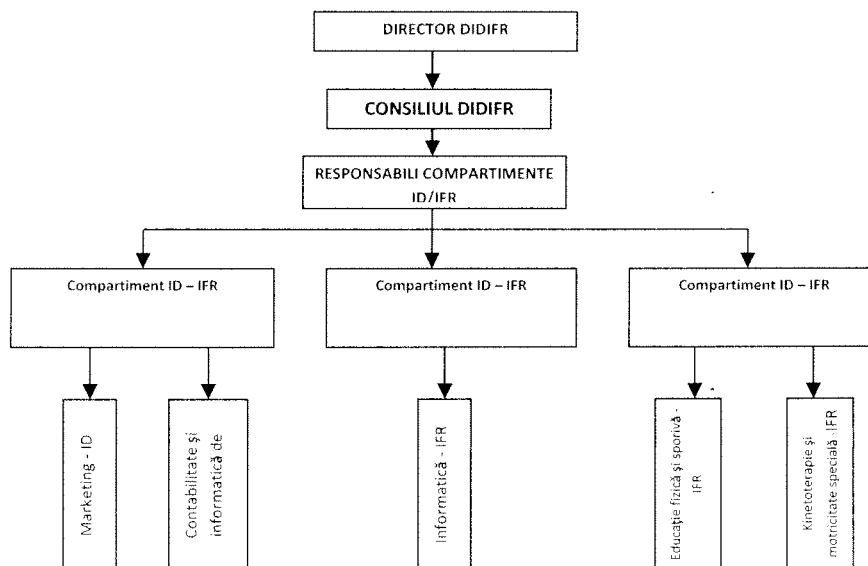 DIRECTOR DIDIFR
CONSILIUL DIDIFR
RESPONSABILI COMPARTIMENTE
ID/IFR
Compartiment ID – IFR
Compartiment ID – IFR
Compartiment ID – IFR
Marketing - ID
Contabilitate și
informatică de
Informatică - IFR
Educație fizică și sporivă -
IFR
Kinetoterapie și
motricitate specială -IFR